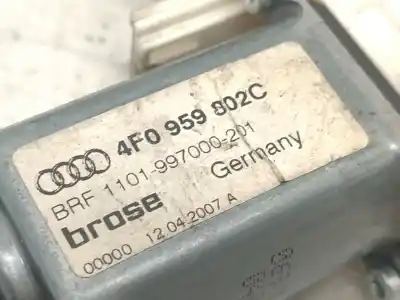 4F0 959 802C
BRF 1101-997000-201
brose Germany
00000 12.04.2007 A